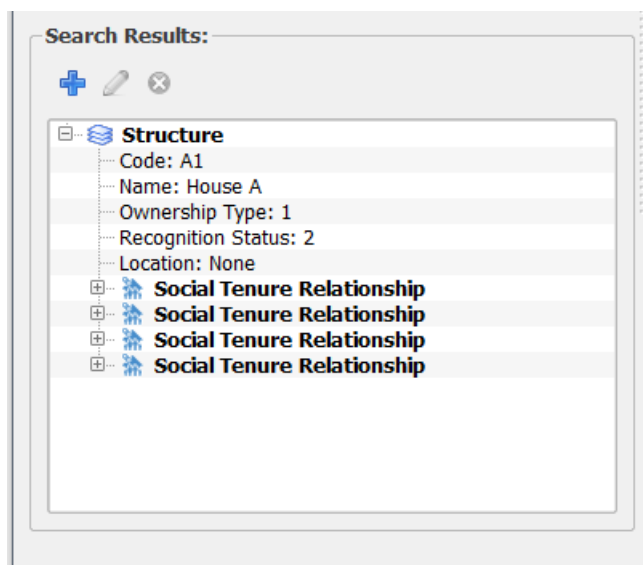 Search Results:
Structure
Code: A1
Name: House A
Ownership Type: 1
Recognition Status: 2
Location: None
Social Tenure Relationship
Social Tenure Relationship
Social Tenure Relationship
Social Tenure Relationship